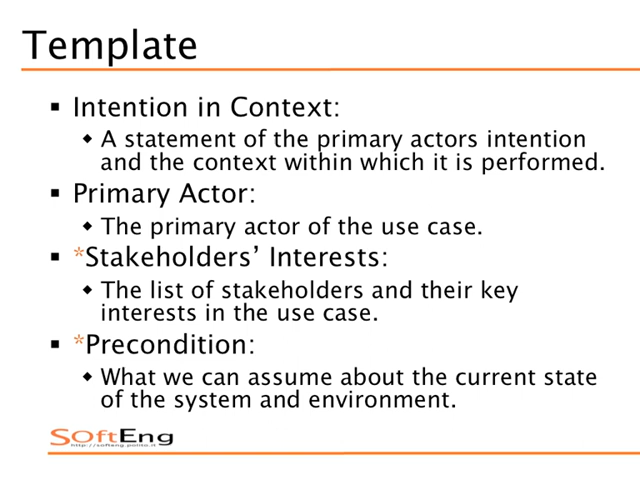 Template
▪ Intention in Context:
◆ A statement of the primary actors intention
and the context within which it is performed.
▪ Primary Actor:
◆ The primary actor of the use case.
▪ *Stakeholders’ Interests:
◆ The list of stakeholders and their key
interests in the use case.
▪ *Precondition:
◆ What we can assume about the current state
of the system and environment.
SOftEng
http://softeng.polito.it